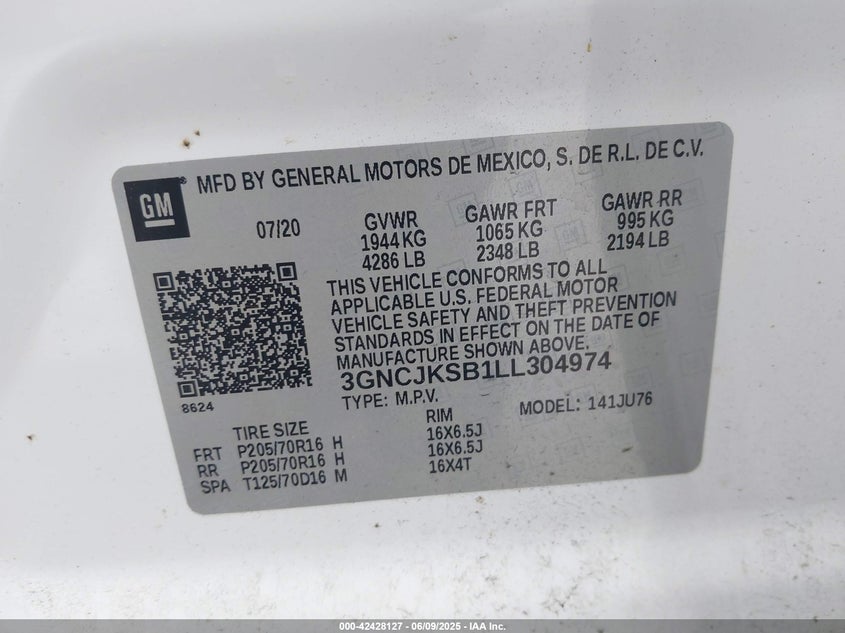 GM
®
MFD BY GENERAL MOTORS DE MEXICO, S. DE R.L. DE C.V.
07/20
GVWR
1944 KG
4286 LB
GAWR FRT
1065 KG
2348 LB
GAWR RR
995 KG
2194 LB
THIS VEHICLE CONFORMS TO ALL
APPLICABLE U.S. FEDERAL MOTOR
VEHICLE SAFETY AND THEFT PREVENTION
STANDARDS IN EFFECT ON THE DATE OF
MANUFACTURE SHOWN ABOVE.
3GNCJKSB1LL304974
8624
TYPE: M.P.V.
MODEL: 141JU76
TIRE SIZE RIM
FRT P205/70R16 H 16X6.5J
RR P205/70R16 H 16X6.5J
SPA T125/70D16 M 16X4T
000-42428127 - 06/09/2025 - IAA Inc.